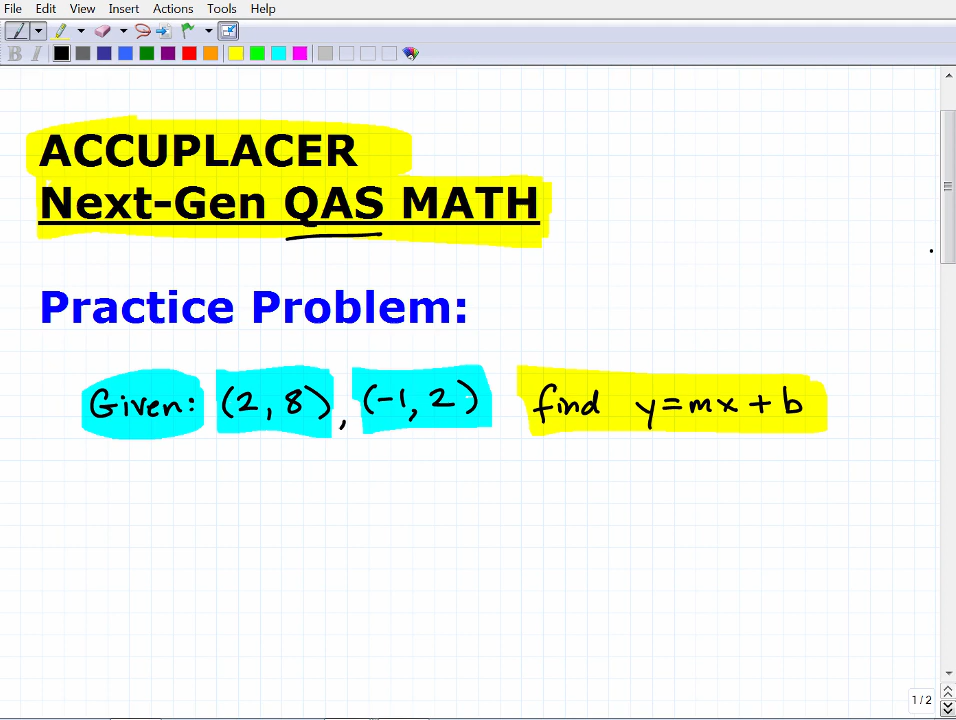 File Edit View Insert Actions Tools Help
B I
ACCUPLACER
Next-Gen QAS MATH
Practice Problem:
Given: (2, 8), (-1, 2) find y=mx+b
1/2